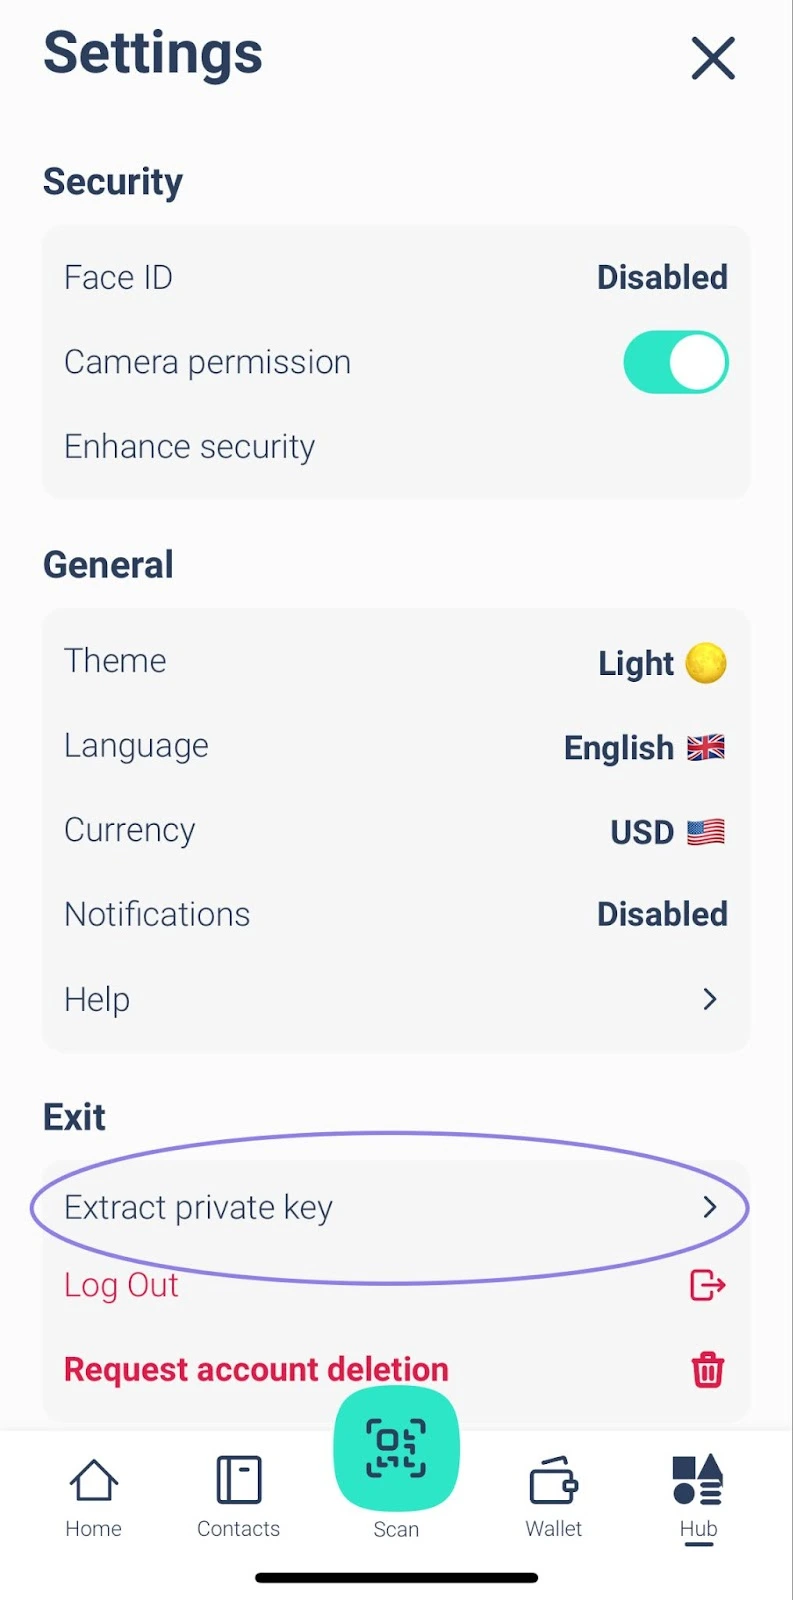 Settings
Security
Face ID Disabled
Camera permission
Enhance security
General
Theme Light
Language English
Currency USD
Notifications Disabled
Help
Exit
Extract private key
Log Out
Request account deletion
Home Contacts Scan Wallet Hub